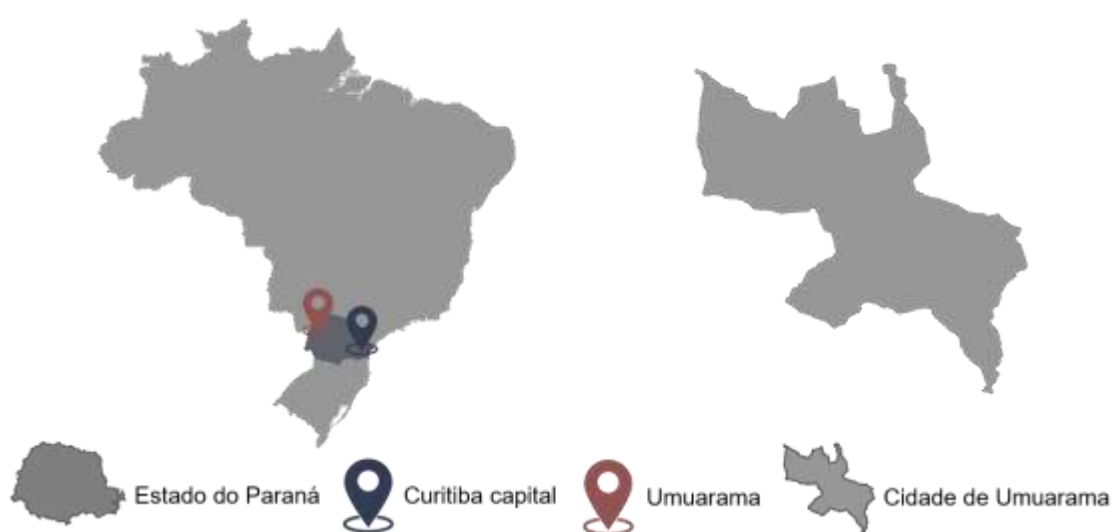 Estado do Paraná
Curitiba capital
Umuarama
Cidade de Umuarama